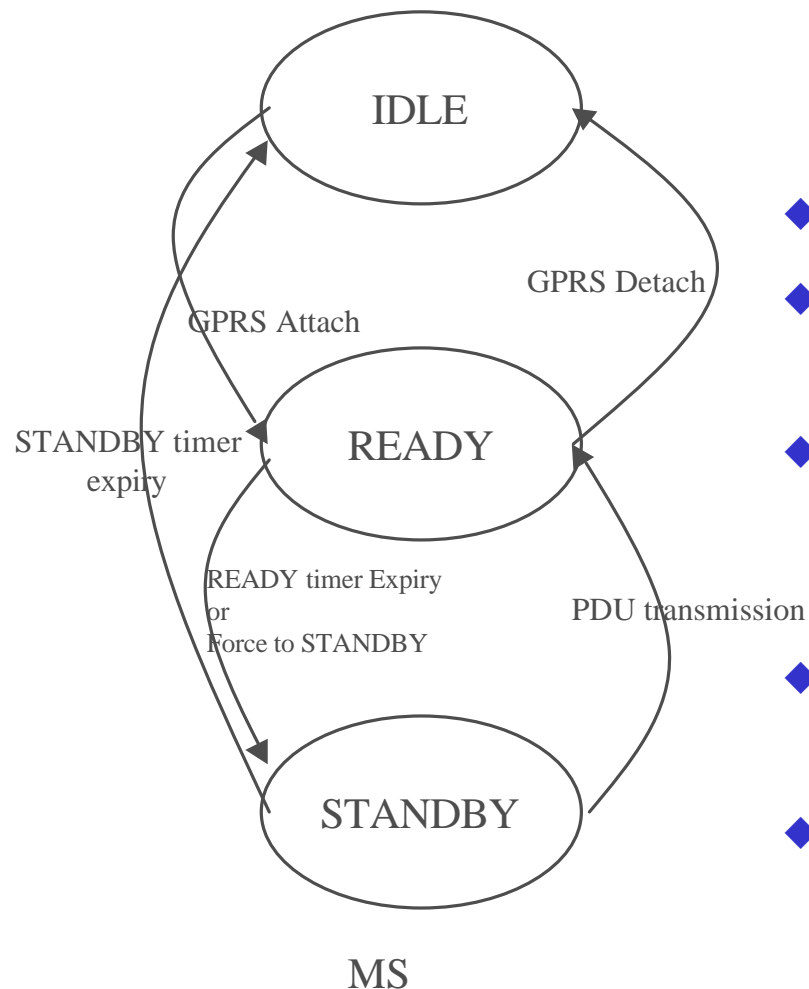 IDLE
GPRS Detach
GPRS Attach
READY
STANDBY timer
expiry
READY timer Expiry
or
Force to STANDBY
PDU transmission
STANDBY
MS